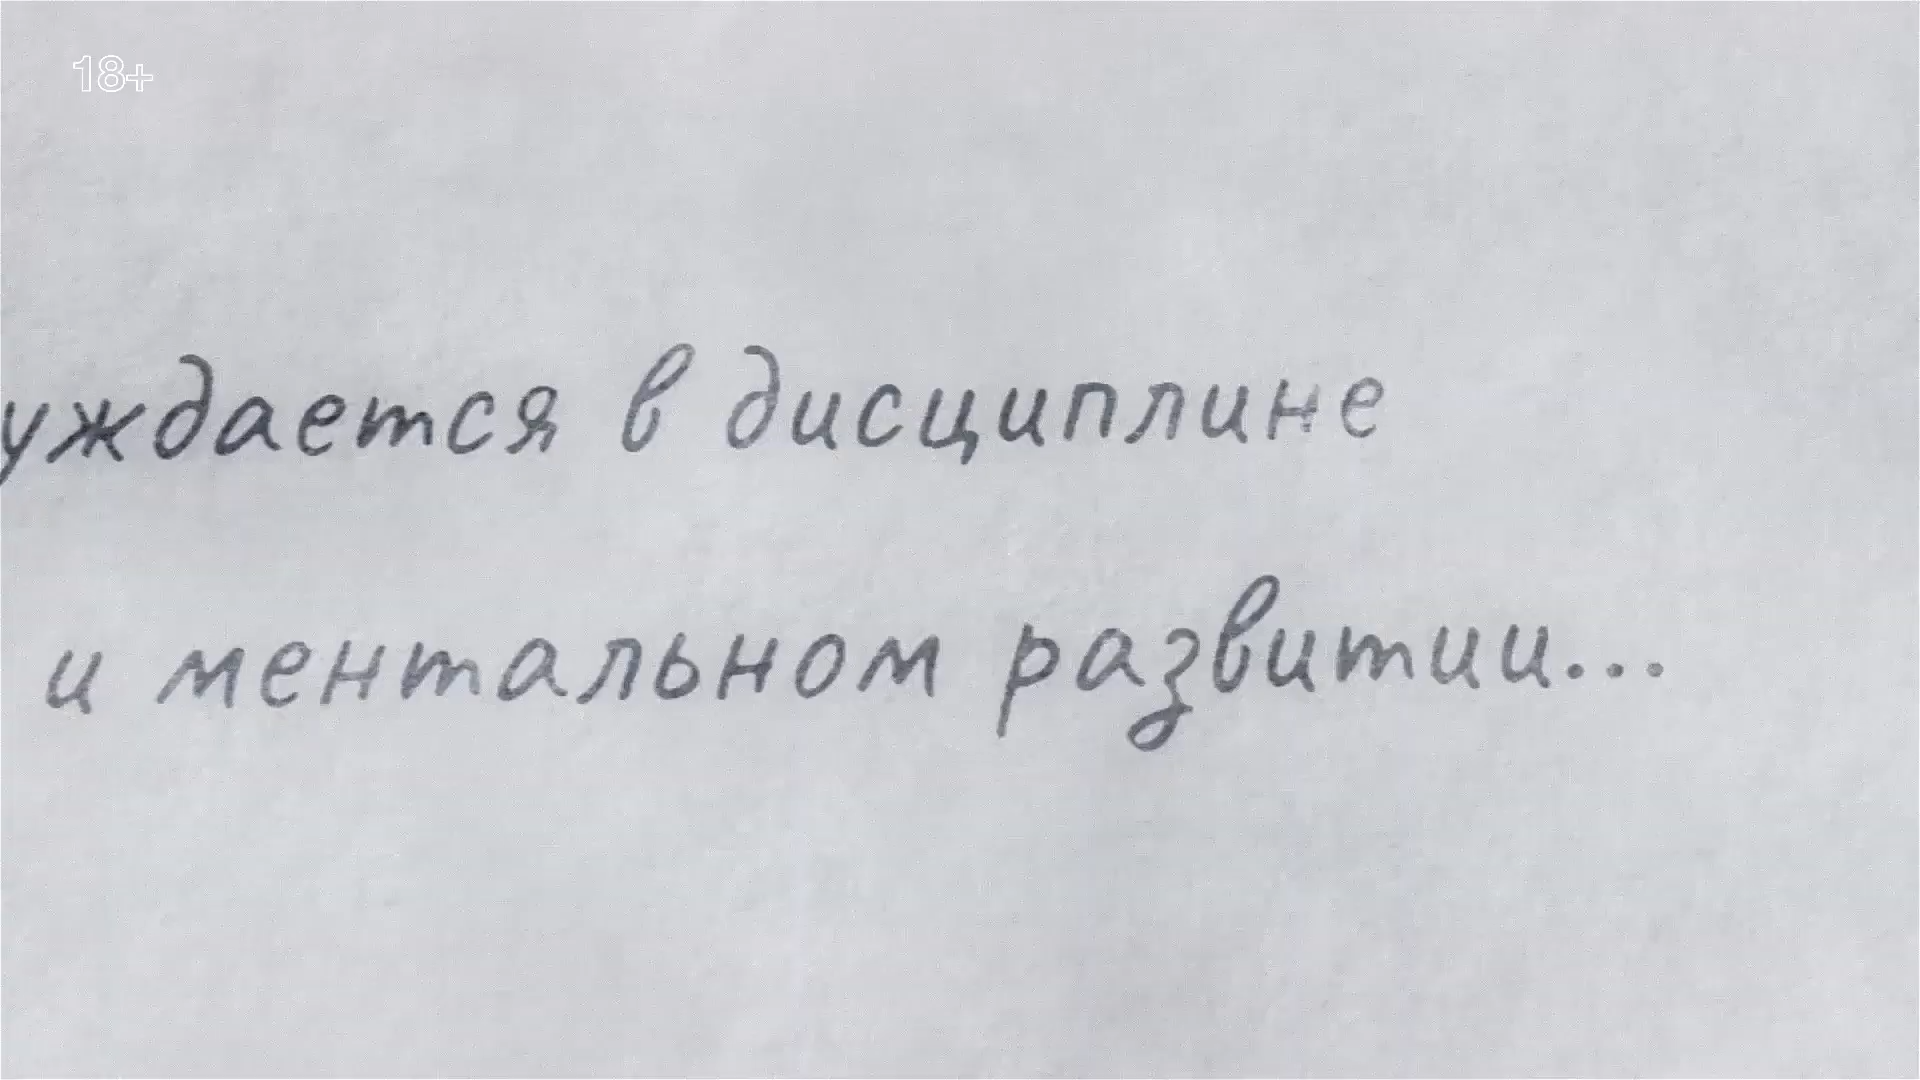 18+
уждается в дисциплине
и ментальном развитии...